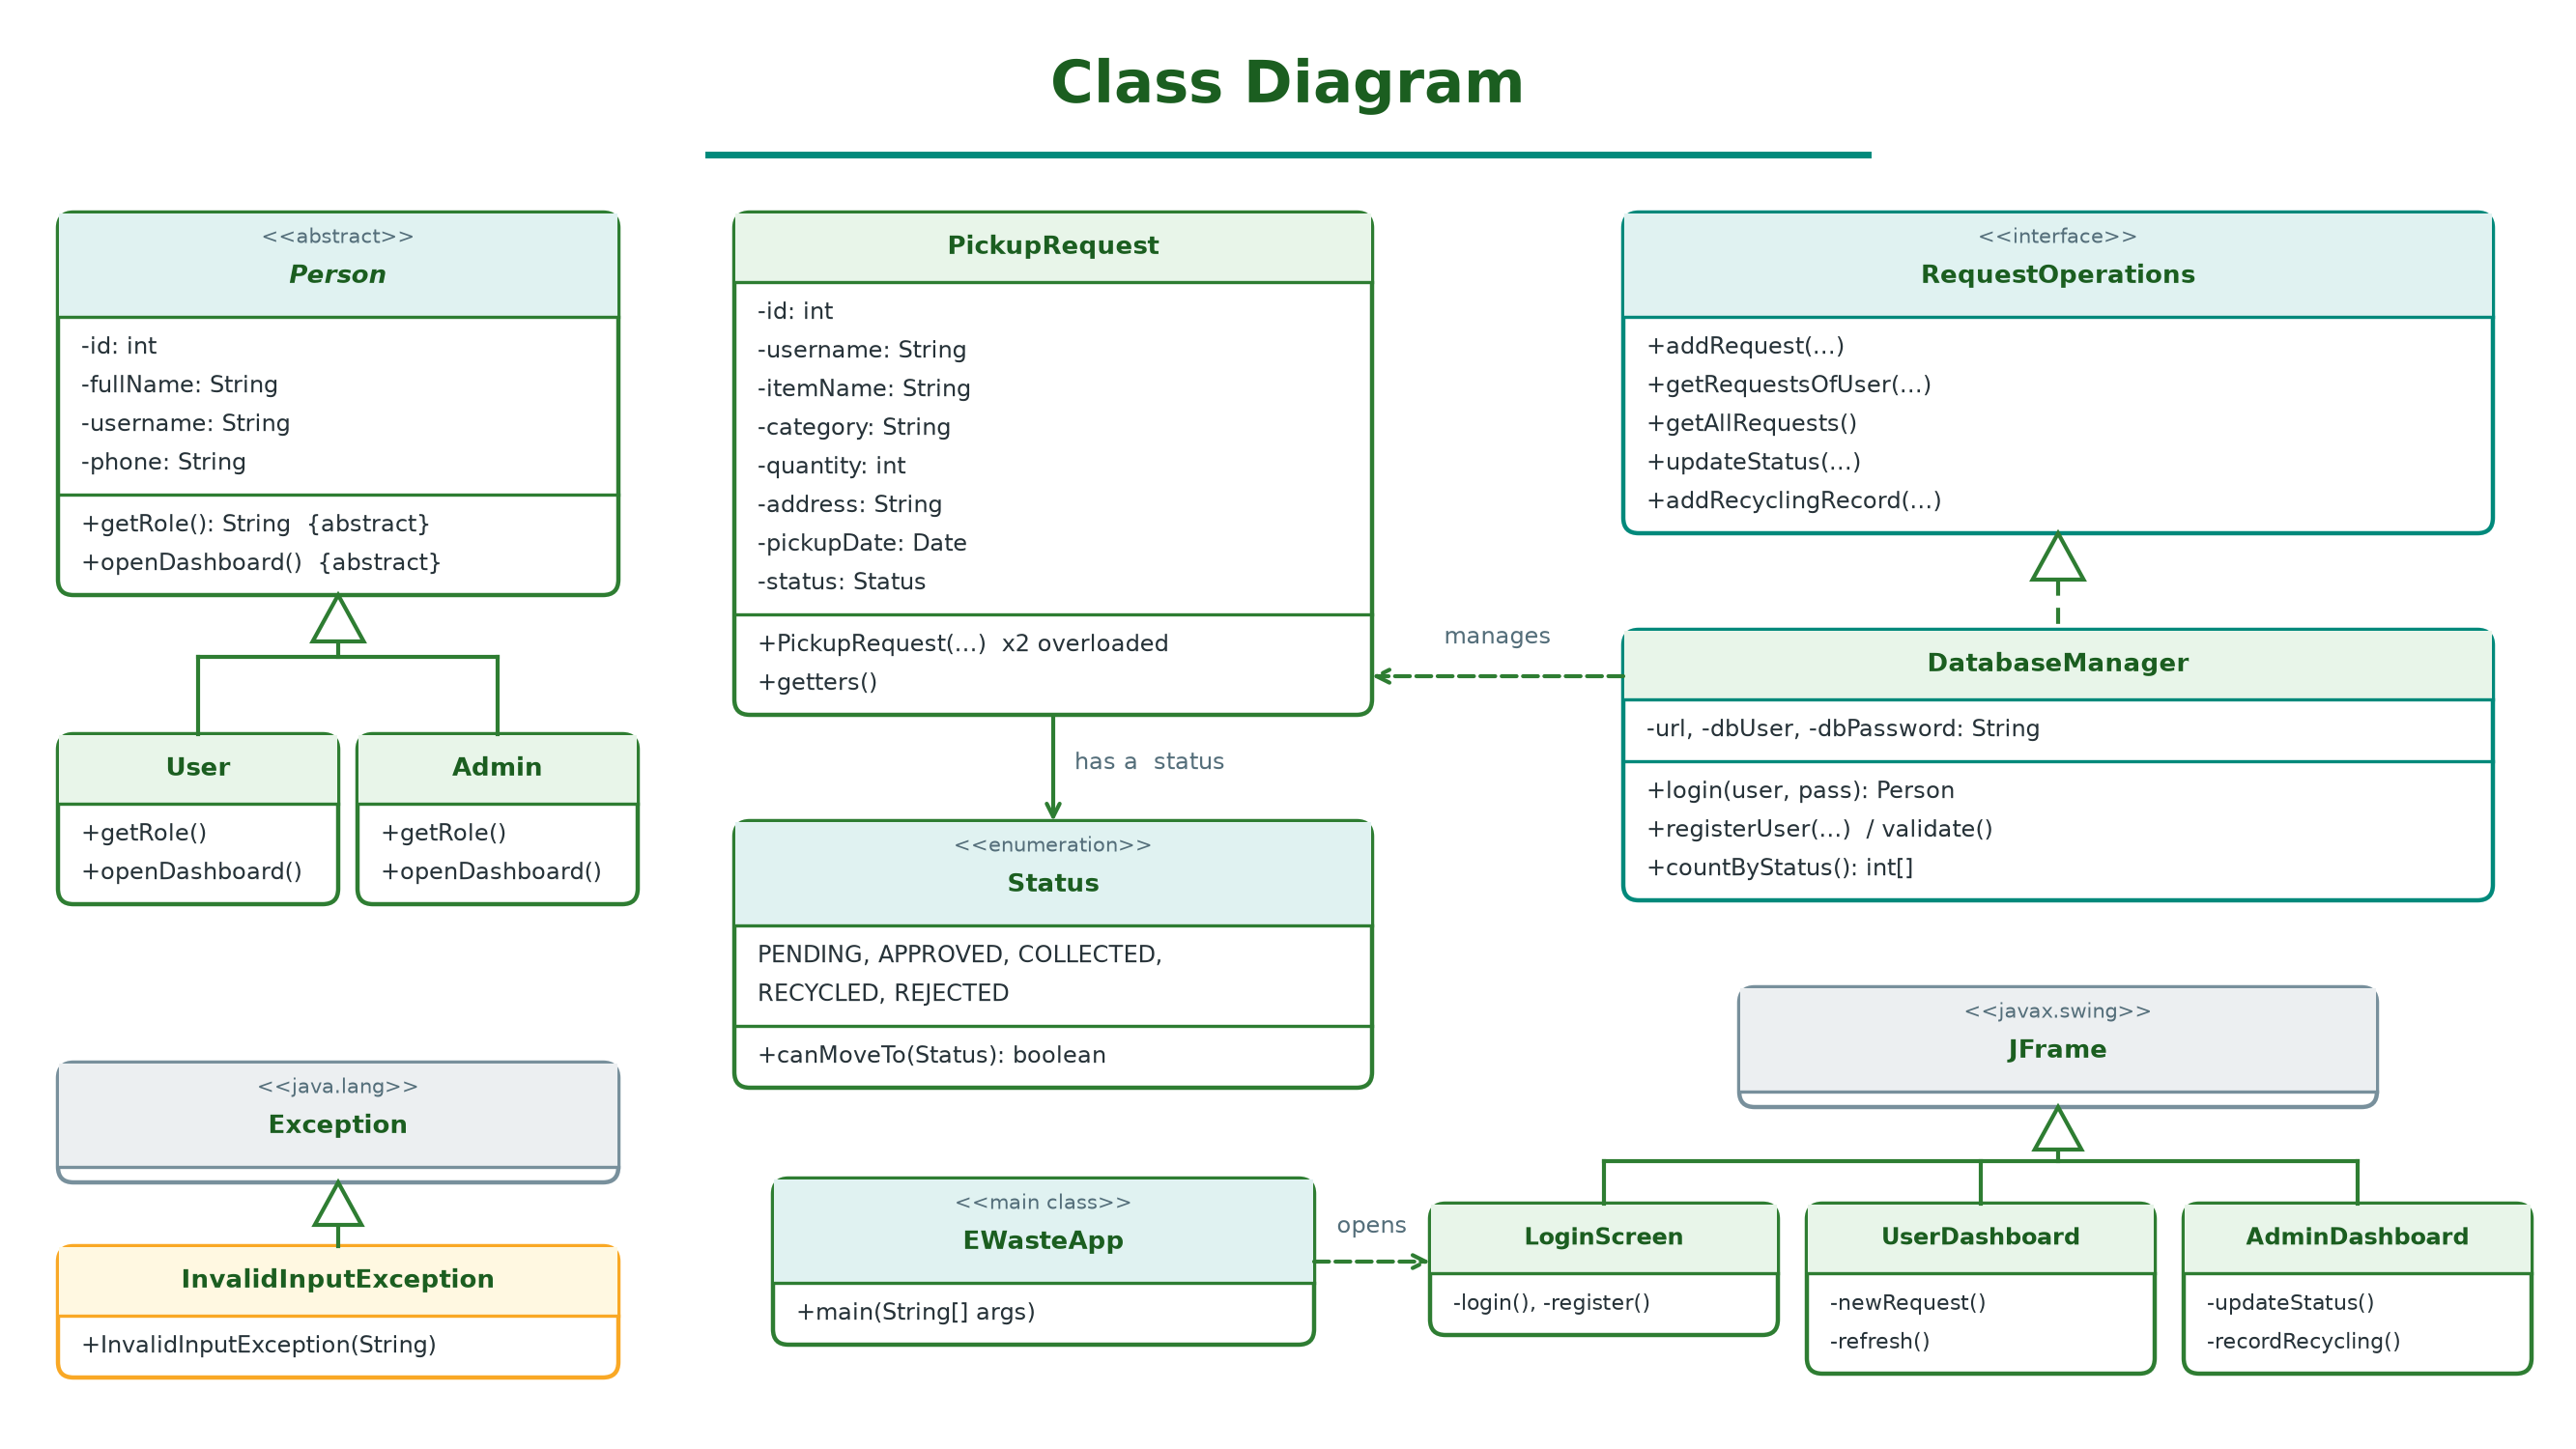 Class Diagram
<<abstract>>
Person
-id: int
-fullName: String
-username: String
-phone: String
+getRole(): String  {abstract}
+openDashboard()  {abstract}
User
+getRole()
+openDashboard()
Admin
+getRole()
+openDashboard()
<<java.lang>>
Exception
InvalidInputException
+InvalidInputException(String)
PickupRequest
-id: int
-username: String
-itemName: String
-category: String
-quantity: int
-address: String
-pickupDate: Date
-status: Status
+PickupRequest(...)  x2 overloaded
+getters()
has a  status
<<enumeration>>
Status
PENDING, APPROVED, COLLECTED,
RECYCLED, REJECTED
+canMoveTo(Status): boolean
<<main class>>
EWasteApp
+main(String[] args)
opens
manages
<<interface>>
RequestOperations
+addRequest(...)
+getRequestsOfUser(...)
+getAllRequests()
+updateStatus(...)
+addRecyclingRecord(...)
DatabaseManager
-url, -dbUser, -dbPassword: String
+login(user, pass): Person
+registerUser(...)  / validate()
+countByStatus(): int[]
<<javax.swing>>
JFrame
LoginScreen
-login(), -register()
UserDashboard
-newRequest()
-refresh()
AdminDashboard
-updateStatus()
-recordRecycling()